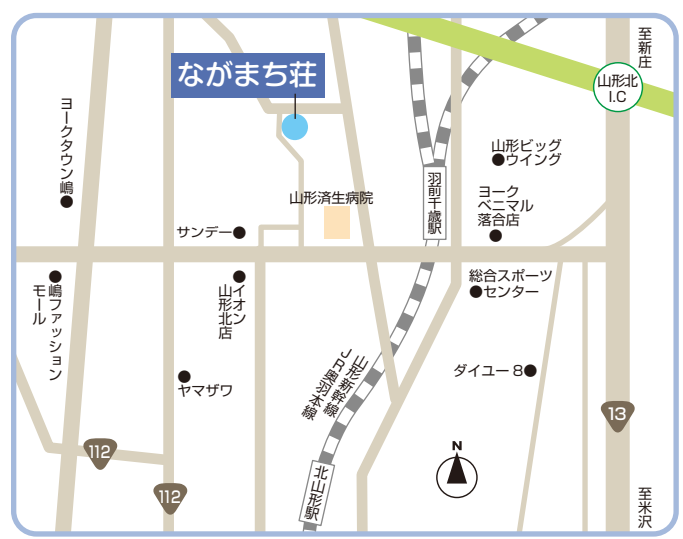 至新庄
山形北
I.C
ながまち荘
ヨークタウン嶋
山形ビッグ
ウイング
羽前千歳駅
ヨーク
ベニマル
落合店
山形済生病院
サンデー
嶋ファッション
モール
イオン
山形北店
総合スポーツ
センター
ヤマザワ
山形新幹線
JR奥羽本線
ダイユー8
13
112
112
N
北山形駅
至米沢